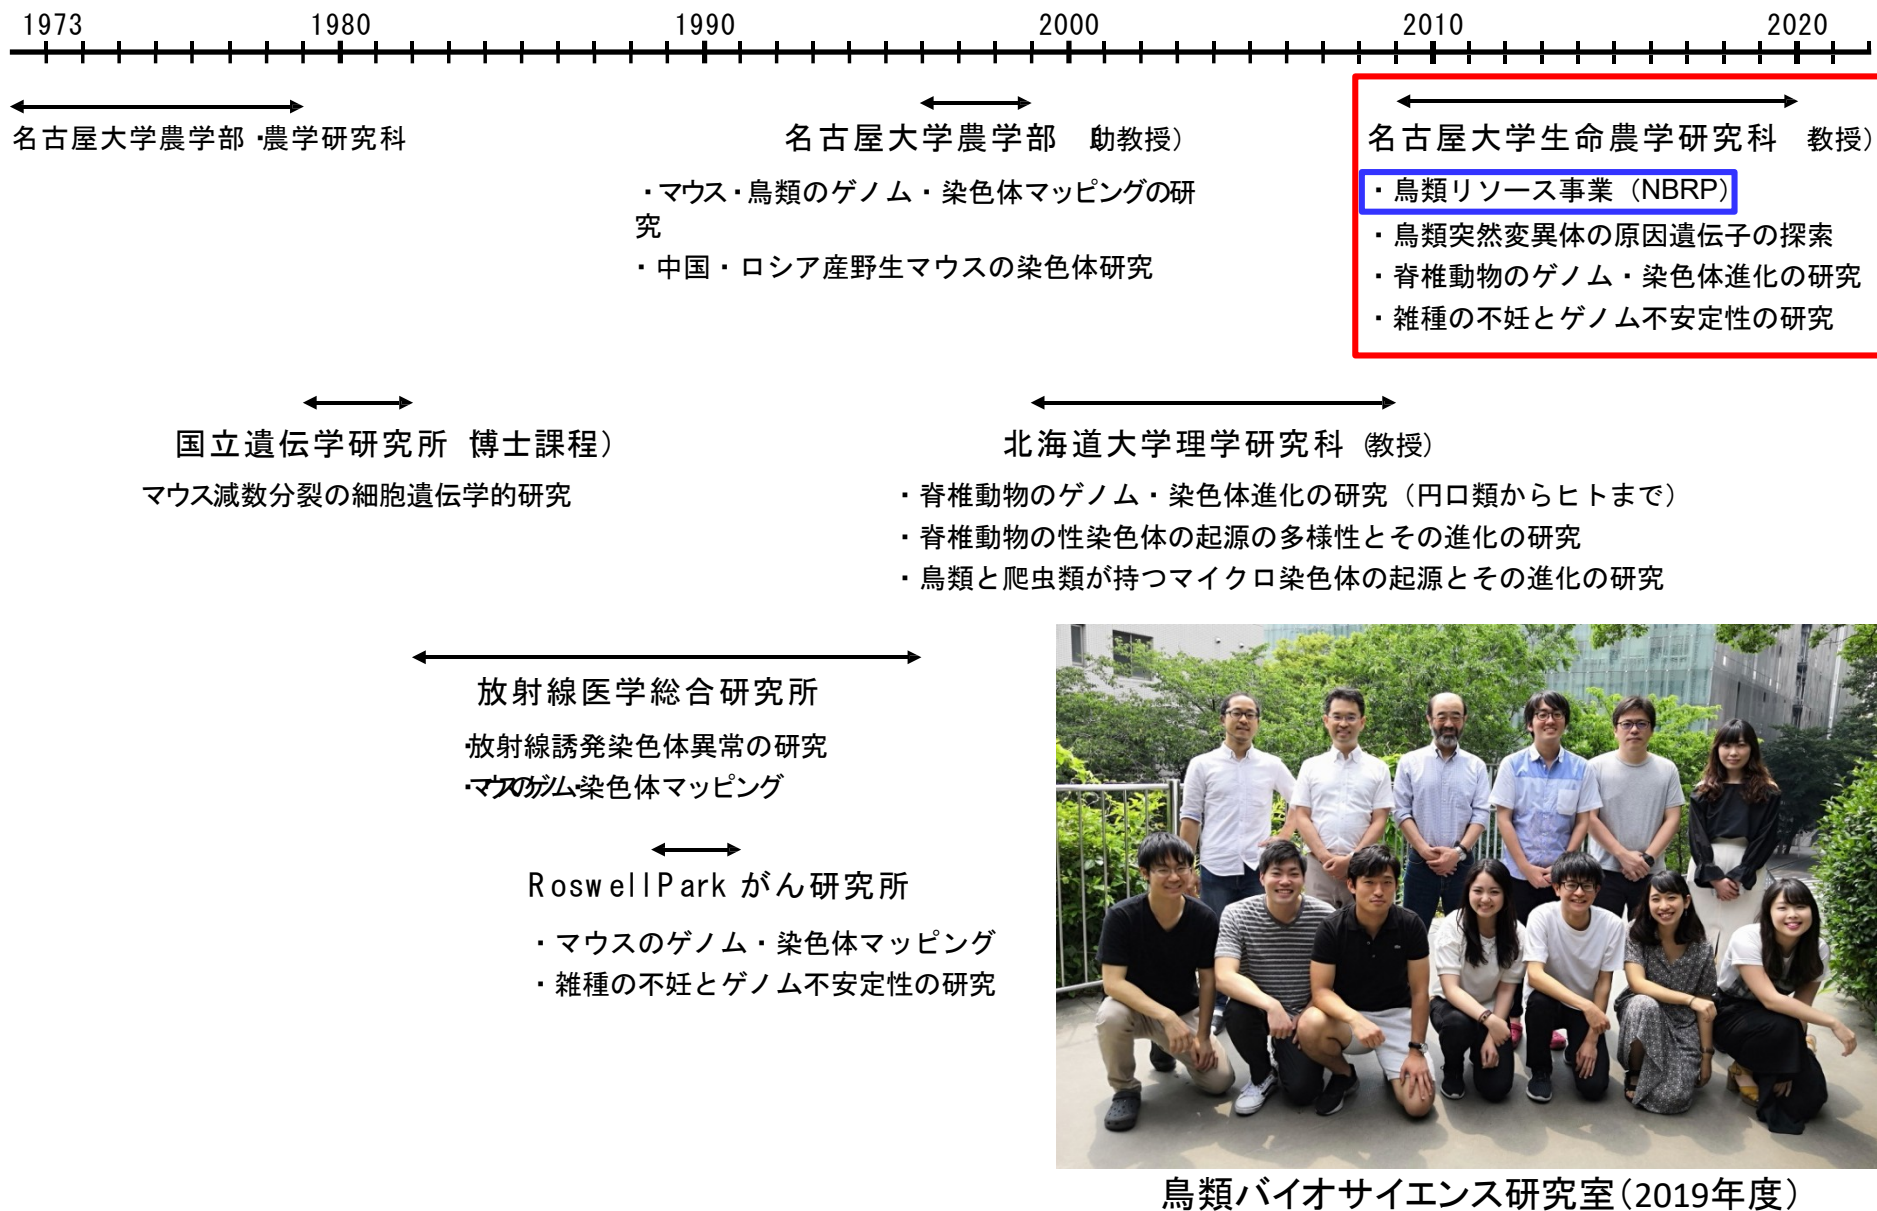 1973 1980 1990 2000 2010 2020
名古屋大学農学部・農学研究科
名古屋大学農学部 助教授）
・マウス・鳥類のゲノム・染色体マッピングの研
究
・中国・ロシア産野生マウスの染色体研究
名古屋大学生命農学研究科 教授）
・鳥類リソース事業（NBRP）
・鳥類突然変異体の原因遺伝子の探索
・脊椎動物のゲノム・染色体進化の研究
・雑種の不妊とゲノム不安定性の研究
国立遺伝学研究所 博士課程）
マウス減数分裂の細胞遺伝学的研究
北海道大学理学研究科（教授）
・脊椎動物のゲノム・染色体進化の研究（円口類からヒトまで）
・脊椎動物の性染色体の起源の多様性とその進化の研究
・鳥類と爬虫類が持つマイクロ染色体の起源とその進化の研究
放射線医学総合研究所
・放射線誘発染色体異常の研究
・マウスのゲノム・染色体マッピング
RoswellPark がん研究所
・マウスのゲノム・染色体マッピング
・雑種の不妊とゲノム不安定性の研究
鳥類バイオサイエンス研究室（2019年度）